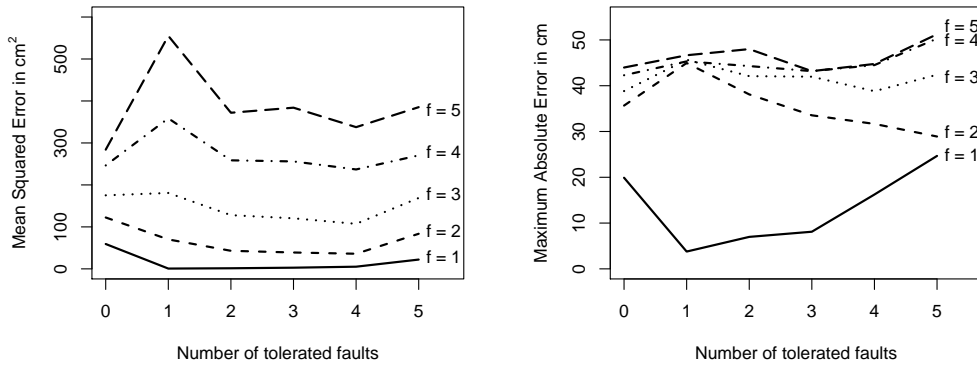 Mean Squared Error in cm²
500
300
100
0
f = 5
f = 4
f = 3
f = 2
f = 1
0 1 2 3 4 5
Number of tolerated faults
Maximum Absolute Error in cm
50
40
30
20
10
0
f = 5
f = 4
f = 3
f = 2
f = 1
0 1 2 3 4 5
Number of tolerated faults